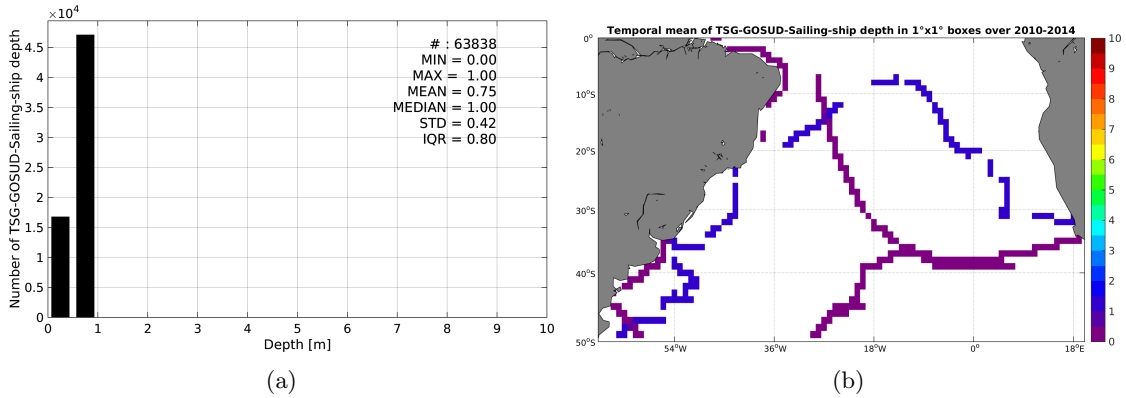 ×10⁴
4.5
4
3.5
3
2.5
2
1.5
1
0.5
0
Number of TSG-GOSUD-Sailing-ship depth
# : 63838
MIN = 0.00
MAX = 1.00
MEAN = 0.75
MEDIAN = 1.00
STD = 0.42
IQR = 0.80
0 1 2 3 4 5 6 7 8 9 10
Depth [m]
(a)
Temporal mean of TSG-GOSUD-Sailing-ship depth in 1°x1° boxes over 2010-2014
0°
10°S
20°S
30°S
40°S
50°S
54°W 36°W 18°W 0° 18°E
10
9
8
7
6
5
4
3
2
1
0
(b)